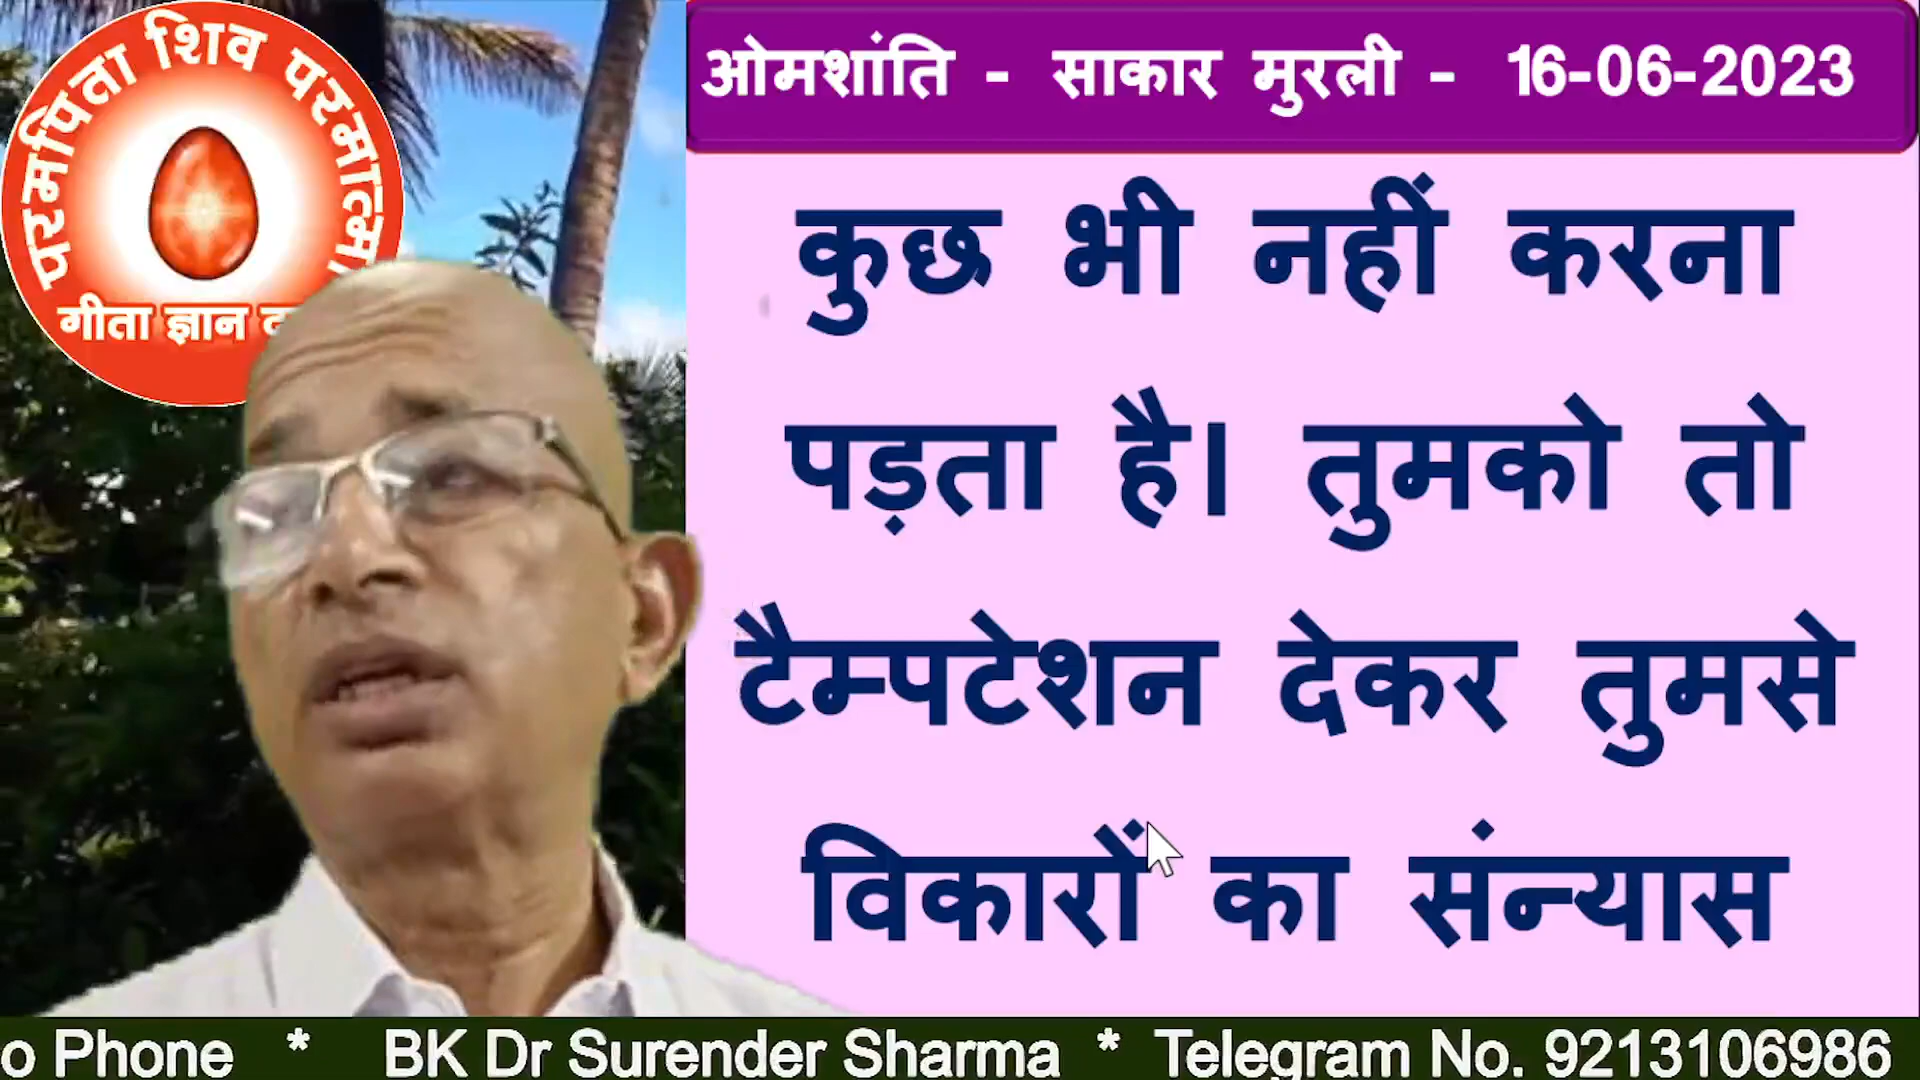 परमपिता शिव परमात्मा
गीता ज्ञान
ओमशांति - साकार मुरली - 16-06-2023
कुछ भी नहीं करना
पड़ता है। तुमको तो
टैम्पटेशन देकर तुमसे
विकारों का संन्यास
o Phone * BK Dr Surender Sharma * Telegram No. 9213106986